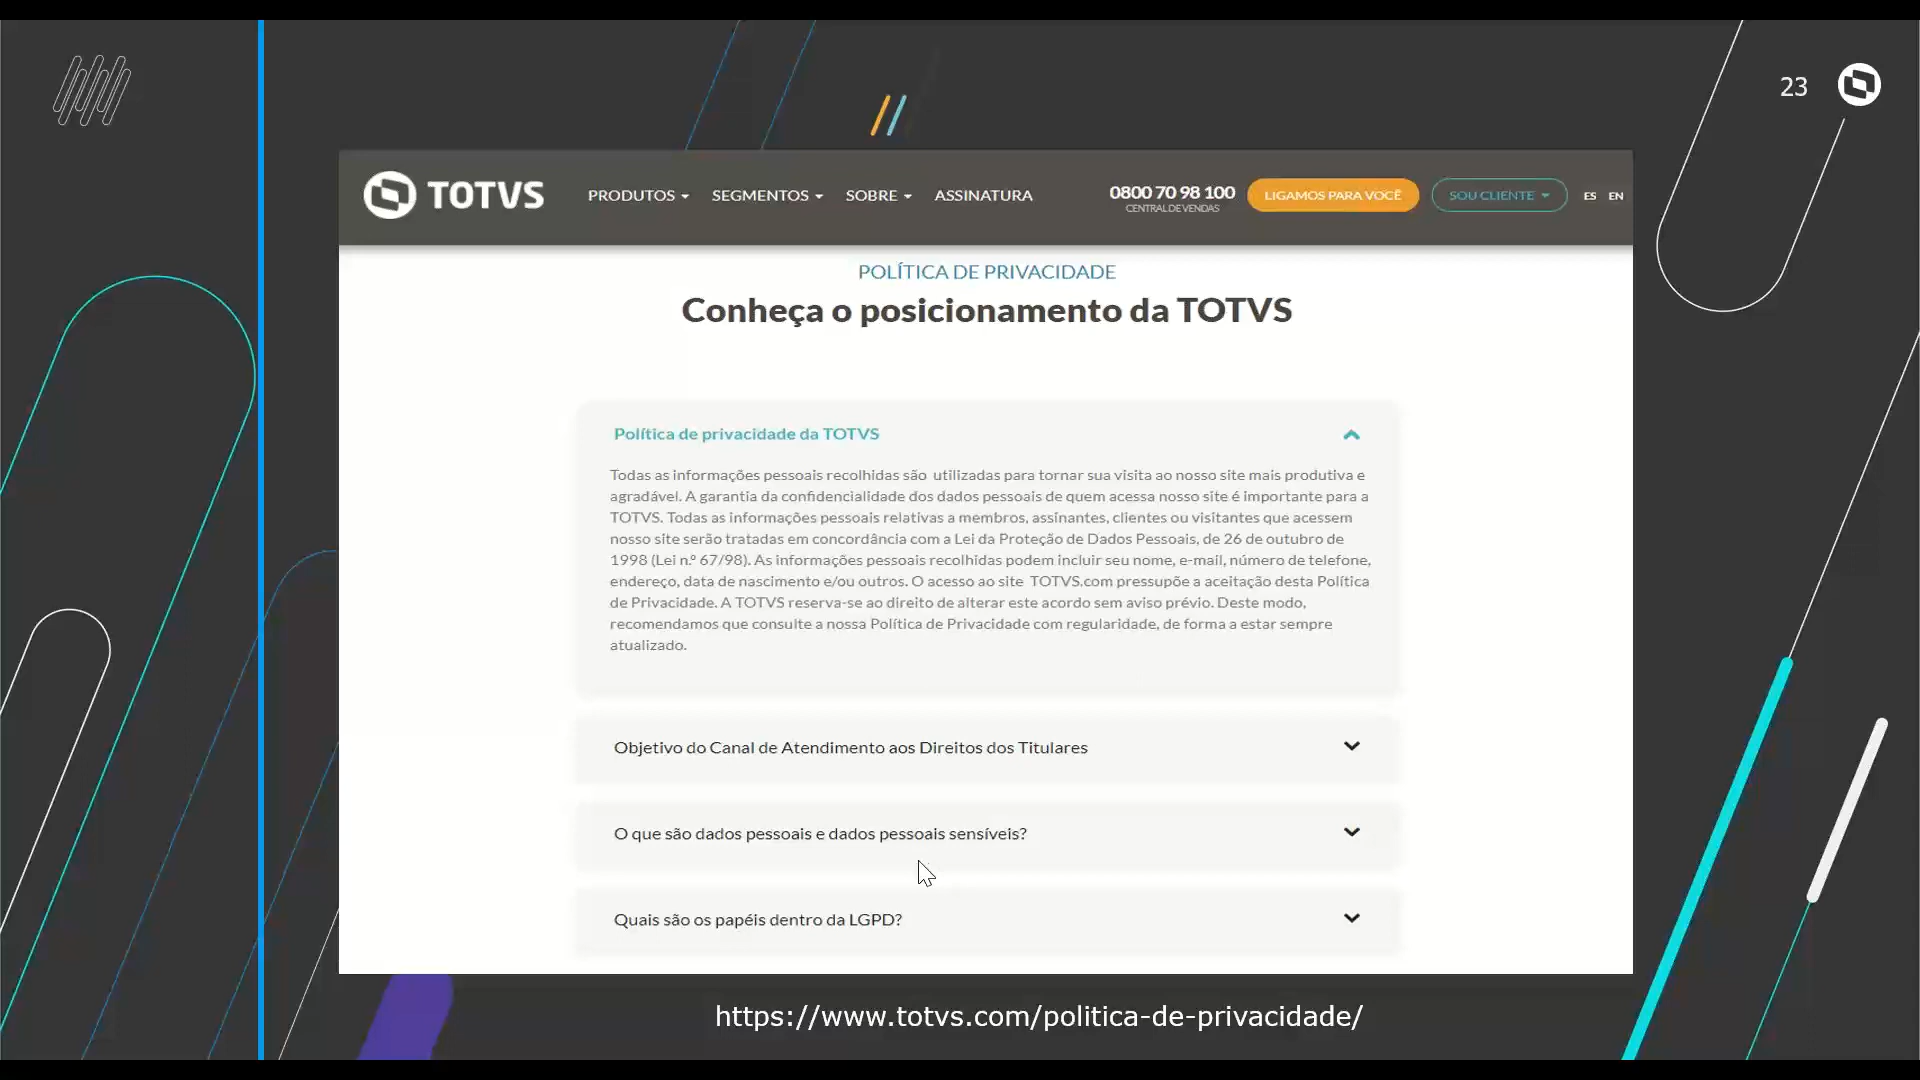 23
TOTVS
PRODUTOS SEGMENTOS SOBRE ASSINATURA
0800 70 98 100
CENTRAL DE VENDAS
LIGAMOS PARA VOCÊ
SOU CLIENTE
ES EN
POLÍTICA DE PRIVACIDADE
Conheça o posicionamento da TOTVS
Política de privacidade da TOTVS
Todas as informações pessoais recolhidas são utilizadas para tornar sua visita ao nosso site mais produtiva e
agradável. A garantia da confidencialidade dos dados pessoais de quem acessa nosso site é importante para a
TOTVS. Todas as informações pessoais relativas a membros, assinantes, clientes ou visitantes que acessem
nosso site serão tratadas em concordância com a Lei da Proteção de Dados Pessoais, de 26 de outubro de
1998 (Lei n.º 67/98). As informações pessoais recolhidas podem incluir seu nome, e-mail, número de telefone,
endereço, data de nascimento e/ou outros. O acesso ao site TOTVS.com pressupõe a aceitação desta Política
de Privacidade. A TOTVS reserva-se ao direito de alterar este acordo sem aviso prévio. Deste modo,
recomendamos que consulte a nossa Política de Privacidade com regularidade, de forma a estar sempre
atualizado.
Objetivo do Canal de Atendimento aos Direitos dos Titulares
O que são dados pessoais e dados pessoais sensíveis?
Quais são os papéis dentro da LGPD?
https://www.totvs.com/politica-de-privacidade/